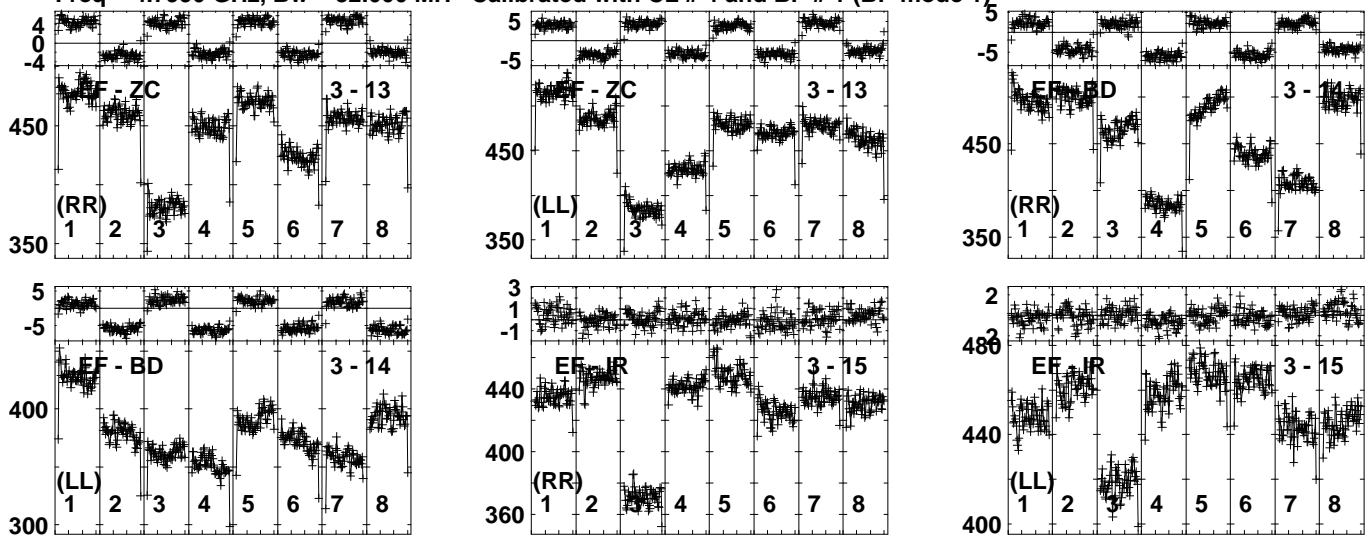 4 0 -4 450 350 EF - ZC 3 - 13 (RR) 1 2 3 4 5 6 7 8
5 -5 450 350 EF - ZC 3 - 13 (LL) 1 2 3 4 5 6 7 8
5 -5 450 350 EF - BD 3 - 14 (RR) 1 2 3 4 5 6 7 8
5 -5 400 300 EF - BD 3 - 14 (LL) 1 2 3 4 5 6 7 8
3 1 -1 440 400 360 EF - IR 3 - 15 (RR) 1 2 3 4 5 6 7 8
2 -2 480 440 400 EF - IR 3 - 15 (LL) 1 2 3 4 5 6 7 8